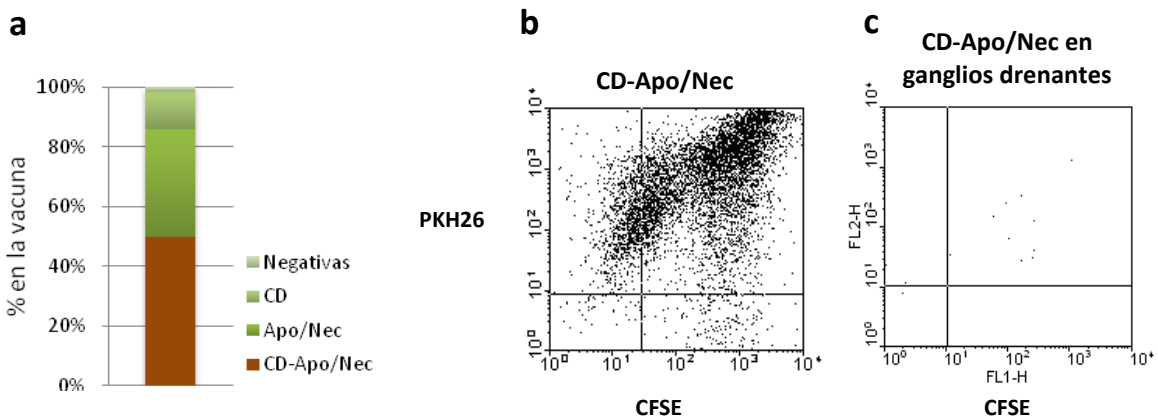 a
100%
80%
60%
40%
20%
0%
% en la vacuna
Negativas
CD
Apo/Nec
CD-Apo/Nec
b
CD-Apo/Nec
PKH26
10⁴
10³
10²
10¹
10⁰
10⁰ 10¹ 10² 10³ 10⁴
CFSE
c
CD-Apo/Nec en
ganglios drenantes
FL2-H
10⁴
10³
10²
10¹
10⁰
10⁰ 10¹ 10² 10³ 10⁴
FL1-H
CFSE